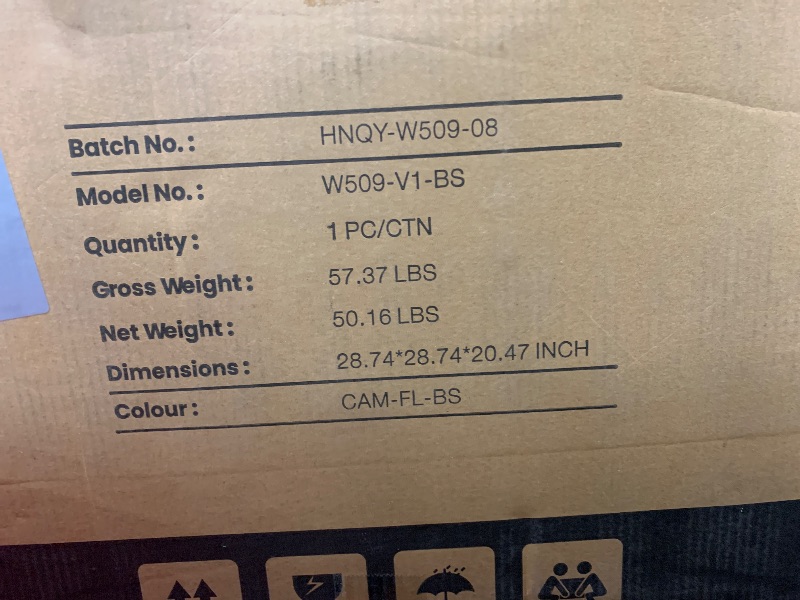 Batch No.: HNQY-W509-08
Model No.: W509-V1-BS
Quantity: 1 PC/CTN
Gross Weight: 57.37 LBS
Net Weight: 50.16 LBS
Dimensions: 28.74*28.74*20.47 INCH
Colour: CAM-FL-BS